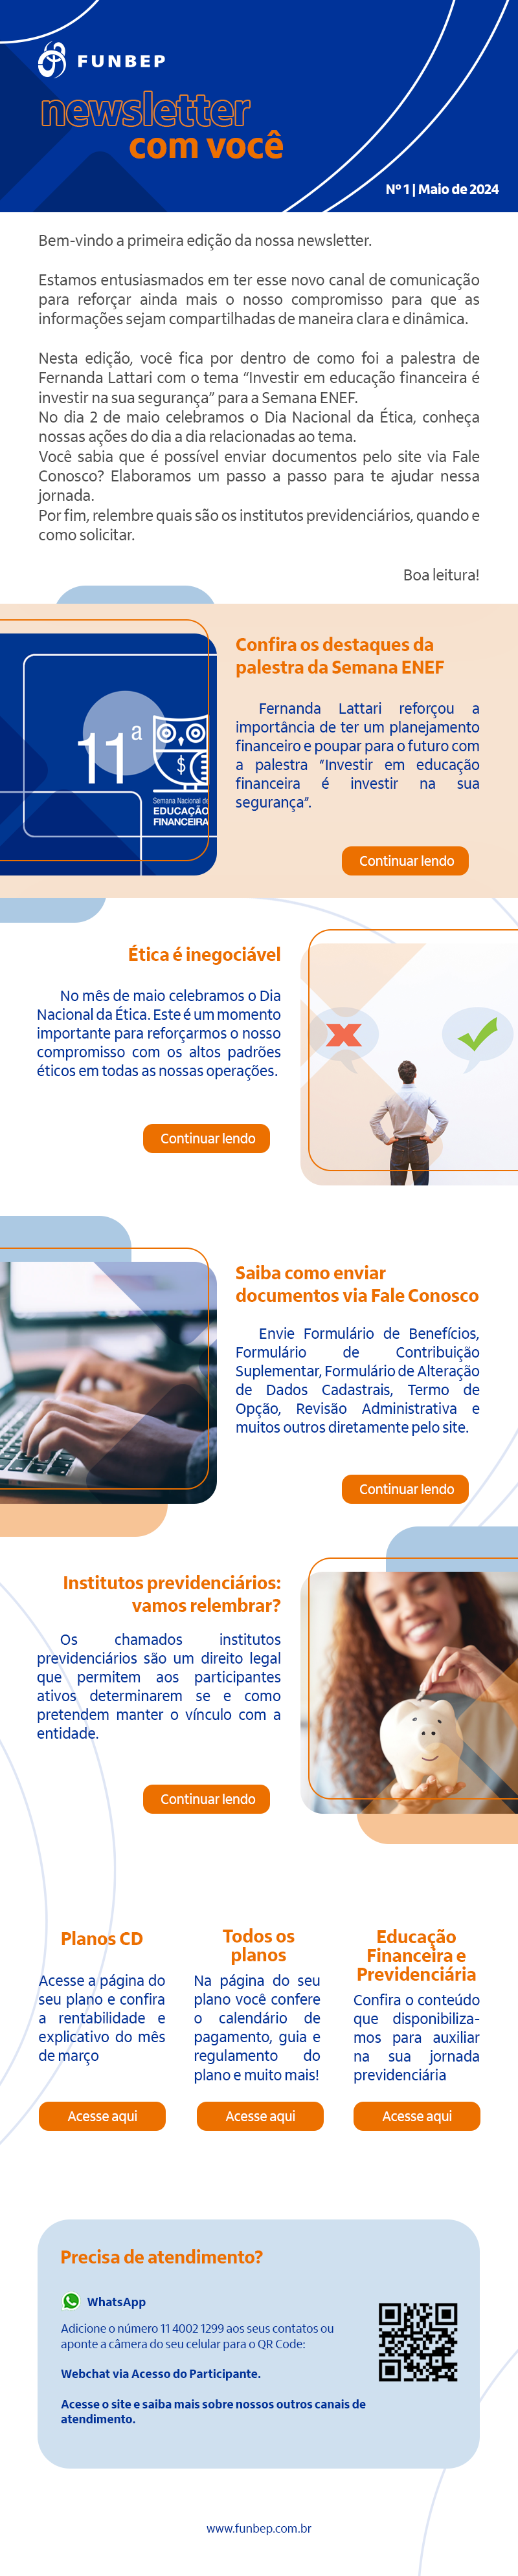 FUNBEP
newsletter
com você
Nº 1 | Maio de 2024
Bem-vindo a primeira edição da nossa newsletter.
Estamos entusiasmados em ter esse novo canal de comunicação
para reforçar ainda mais o nosso compromisso para que as
informações sejam compartilhadas de maneira clara e dinâmica.
Nesta edição, você fica por dentro de como foi a palestra de
Fernanda Lattari com o tema “Investir em educação financeira é
investir na sua segurança” para a Semana ENEF.
No dia 2 de maio celebramos o Dia Nacional da Ética, conheça
nossas ações do dia a dia relacionadas ao tema.
Você sabia que é possível enviar documentos pelo site via Fale
Conosco? Elaboramos um passo a passo para te ajudar nessa
jornada.
Por fim, relembre quais são os institutos previdenciários, quando e
como solicitar.
Boa leitura!
11ª
Semana Nacional de
EDUCAÇÃO
FINANCEIRA
Confira os destaques da
palestra da Semana ENEF
Fernanda Lattari reforçou a
importância de ter um planejamento
financeiro e poupar para o futuro com
a palestra “Investir em educação
financeira é investir na sua
segurança”.
Continuar lendo
Ética é inegociável
No mês de maio celebramos o Dia
Nacional da Ética. Este é um momento
importante para reforçarmos o nosso
compromisso com os altos padrões
éticos em todas as nossas operações.
Continuar lendo
Saiba como enviar
documentos via Fale Conosco
Envie Formulário de Benefícios,
Formulário de Contribuição
Suplementar, Formulário de Alteração
de Dados Cadastrais, Termo de
Opção, Revisão Administrativa e
muitos outros diretamente pelo site.
Continuar lendo
Institutos previdenciários:
vamos relembrar?
Os chamados institutos
previdenciários são um direito legal
que permitem aos participantes
ativos determinarem se e como
pretendem manter o vínculo com a
entidade.
Continuar lendo
Planos CD
Acesse a página do
seu plano e confira
a rentabilidade e
explicativo do mês
de março
Acesse aqui
Todos os
planos
Na página do seu
plano você confere
o calendário de
pagamento, guia e
regulamento do
plano e muito mais!
Acesse aqui
Educação
Financeira e
Previdenciária
Confira o conteúdo
que disponibiliza-
mos para auxiliar
na sua jornada
previdenciária
Acesse aqui
Precisa de atendimento?
WhatsApp
Adicione o número 11 4002 1299 aos seus contatos ou
aponte a câmera do seu celular para o QR Code:
Webchat via Acesso do Participante.
Acesse o site e saiba mais sobre nossos outros canais de
atendimento.
www.funbep.com.br